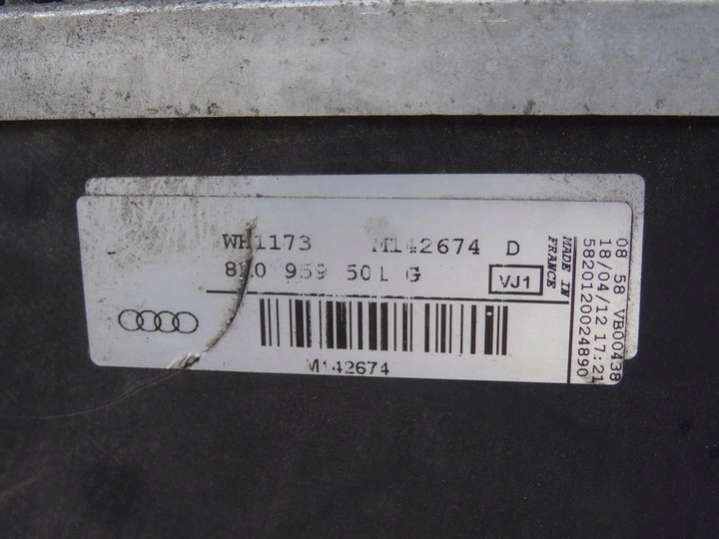 WH1173 M142674 D
8K0 959 501 G
VJ1
M142674
MADE IN
FRANCE
08 58 VB00438
18/04/12 17:21
5820120024890